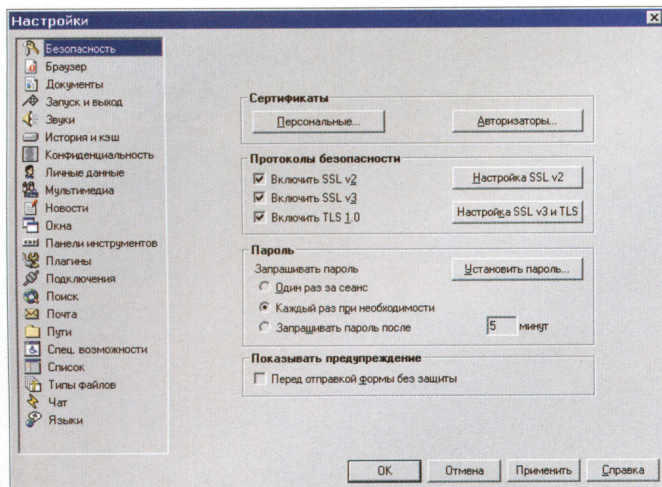 Настройки
Безопасность
Браузер
Документы
Запуск и выход
Звуки
История и кэш
Конфиденциальность
Личные данные
Мультимедиа
Новости
Окна
Панели инструментов
Плагины
Подключения
Поиск
Почта
Пути
Спец. возможности
Список
Типы файлов
Чат
Языки
Сертификаты
Персональные...
Авторизаторы...
Протоколы безопасности
Включить SSL v2
Настройка SSL v2
Включить SSL v3
Включить TLS 1.0
Настройка SSL v3 и TLS
Пароль
Запрашивать пароль
Установить пароль...
Один раз за сеанс
Каждый раз при необходимости
Запрашивать пароль после 5 минут
Показывать предупреждение
Перед отправкой формы без защиты
OK
Отмена
Применить
Справка